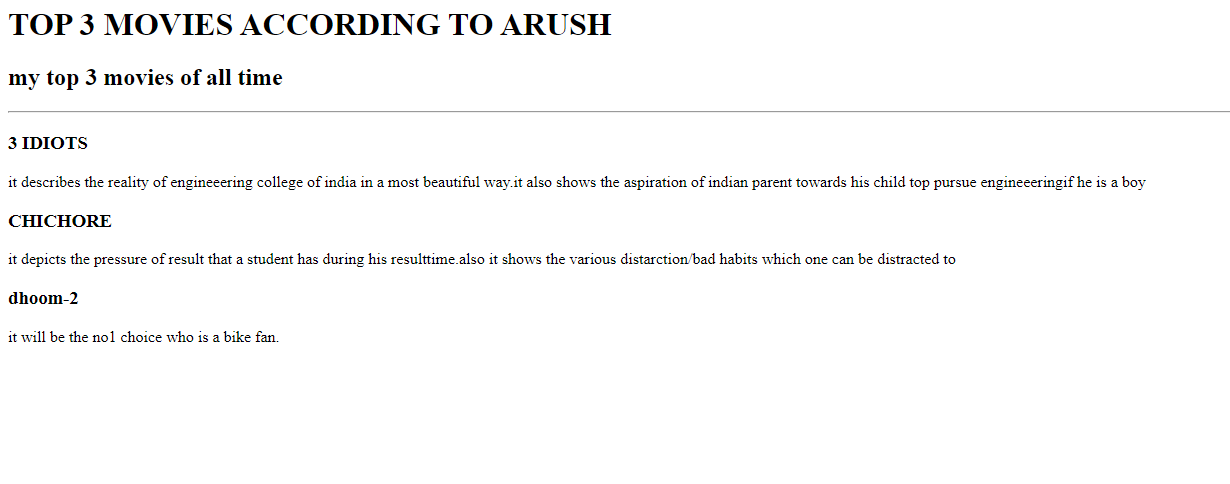 TOP 3 MOVIES ACCORDING TO ARUSH
my top 3 movies of all time
3 IDIOTS
it describes the reality of engineeering college of india in a most beautiful way.it also shows the aspiration of indian parent towards his child top pursue engineeeringif he is a boy
CHICHORE
it depicts the pressure of result that a student has during his resulttime.also it shows the various distarction/bad habits which one can be distracted to
dhoom-2
it will be the no1 choice who is a bike fan.